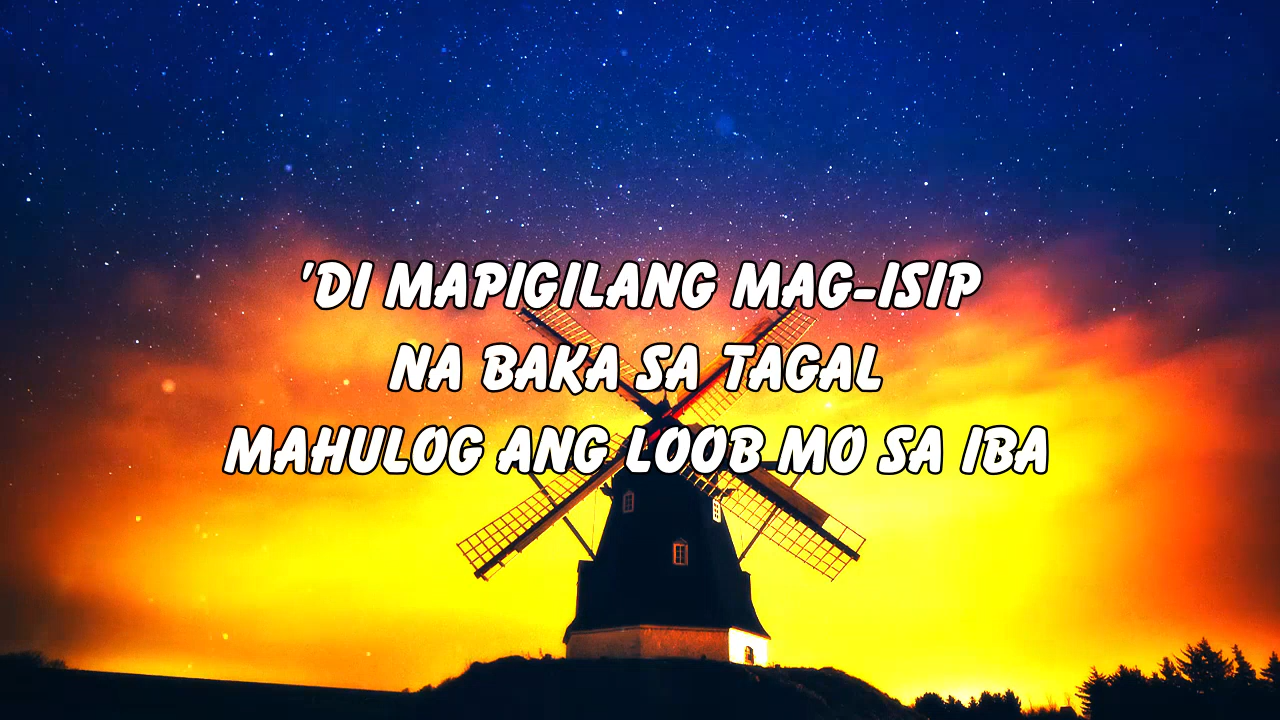 'DI MAPIGILANG MAG-ISIP
NA BAKA SA TAGAL
MAHULOG ANG LOOB MO SA IBA